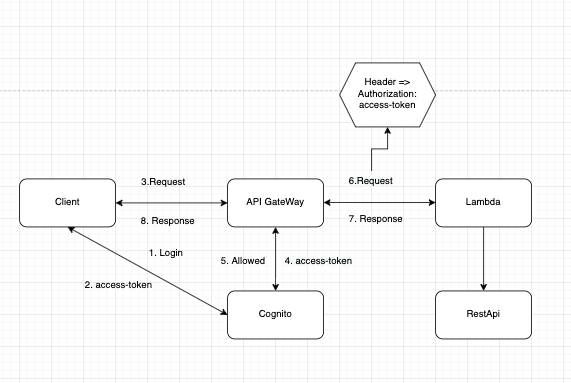 Header =>
Authorization:
access-token
3.Request
6.Request
Client
API GateWay
Lambda
8. Response
7. Response
1. Login
5. Allowed
4. access-token
2. access-token
Cognito
RestApi